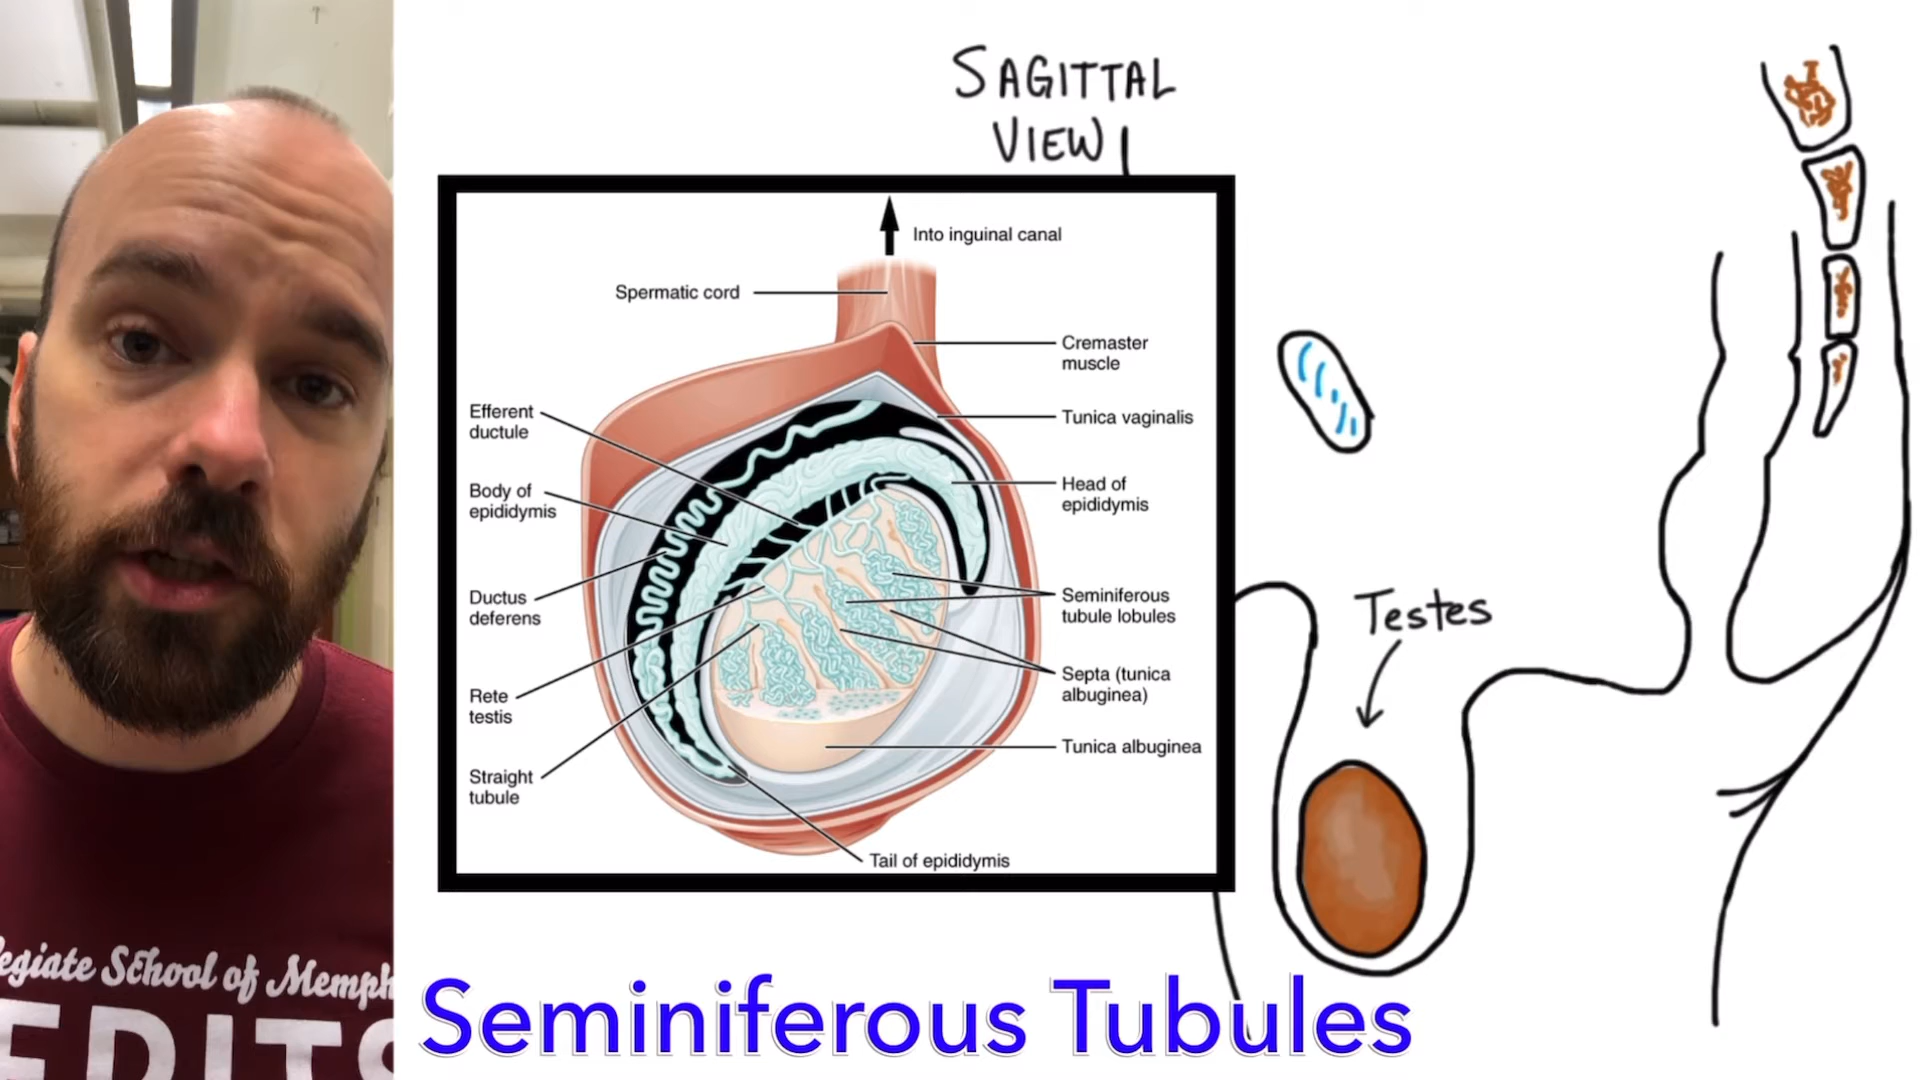 SAGITTAL
VIEW
Into inguinal canal
Spermatic cord
Cremaster
muscle
Efferent
ductule
Tunica vaginalis
Body of
epididymis
Head of
epididymis
Ductus
deferens
Seminiferous
tubule lobules
Rete
testis
Septa (tunica
albuginea)
Straight
tubule
Tunica albuginea
Tail of epididymis
Testes
egiate School of Memph
EDITS
Seminiferous Tubules